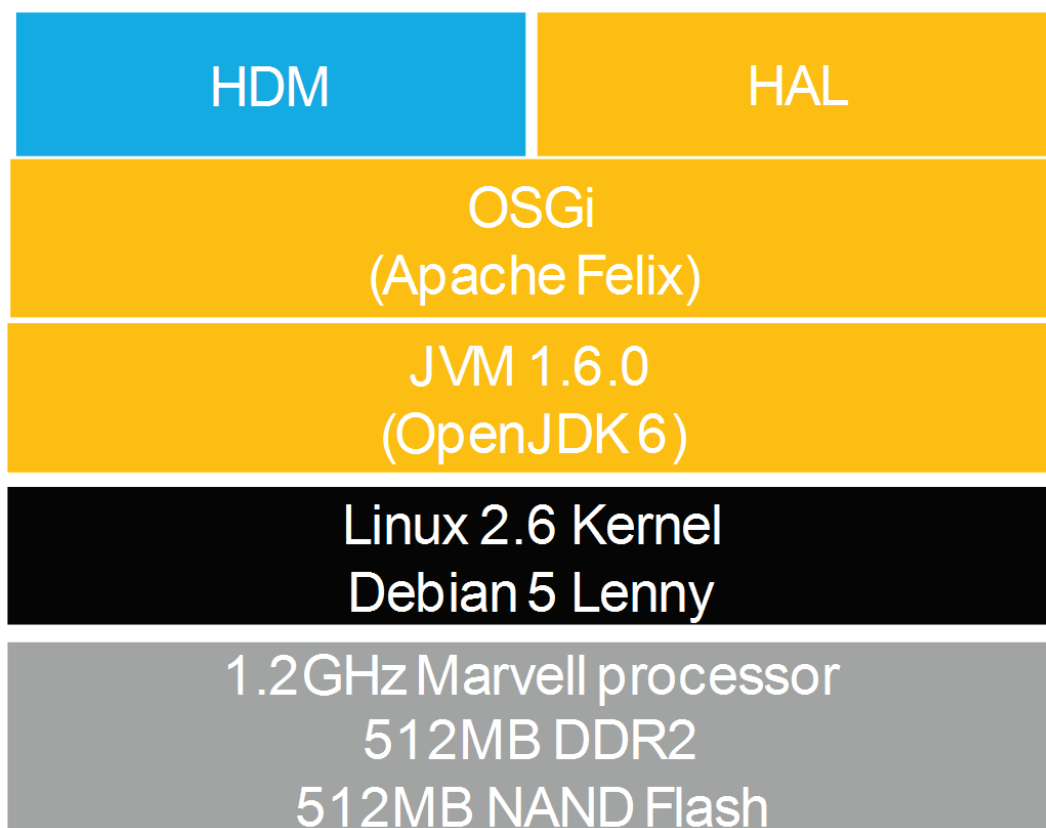 HDM
HAL
OSGi
(Apache Felix)
JVM 1.6.0
(OpenJDK 6)
Linux 2.6 Kernel
Debian 5 Lenny
1.2GHz Marvell processor
512MB DDR2
512MB NAND Flash